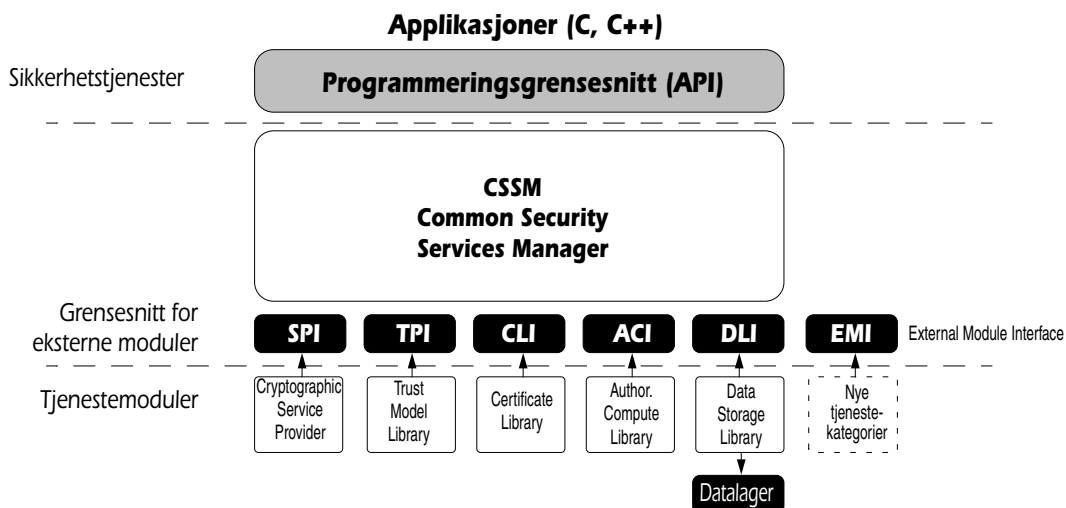 Applikasjoner (C, C++)
Sikkerhetstjenester
Programmeringsgrensesnitt (API)
CSSM
Common Security
Services Manager
Grensesnitt for
eksterne moduler
SPI
TPI
CLI
ACI
DLI
EMI
External Module Interface
Tjenestemoduler
Cryptographic
Service
Provider
Trust
Model
Library
Certificate
Library
Author.
Compute
Library
Data
Storage
Library
Nye
tjeneste-
kategorier
Datalager